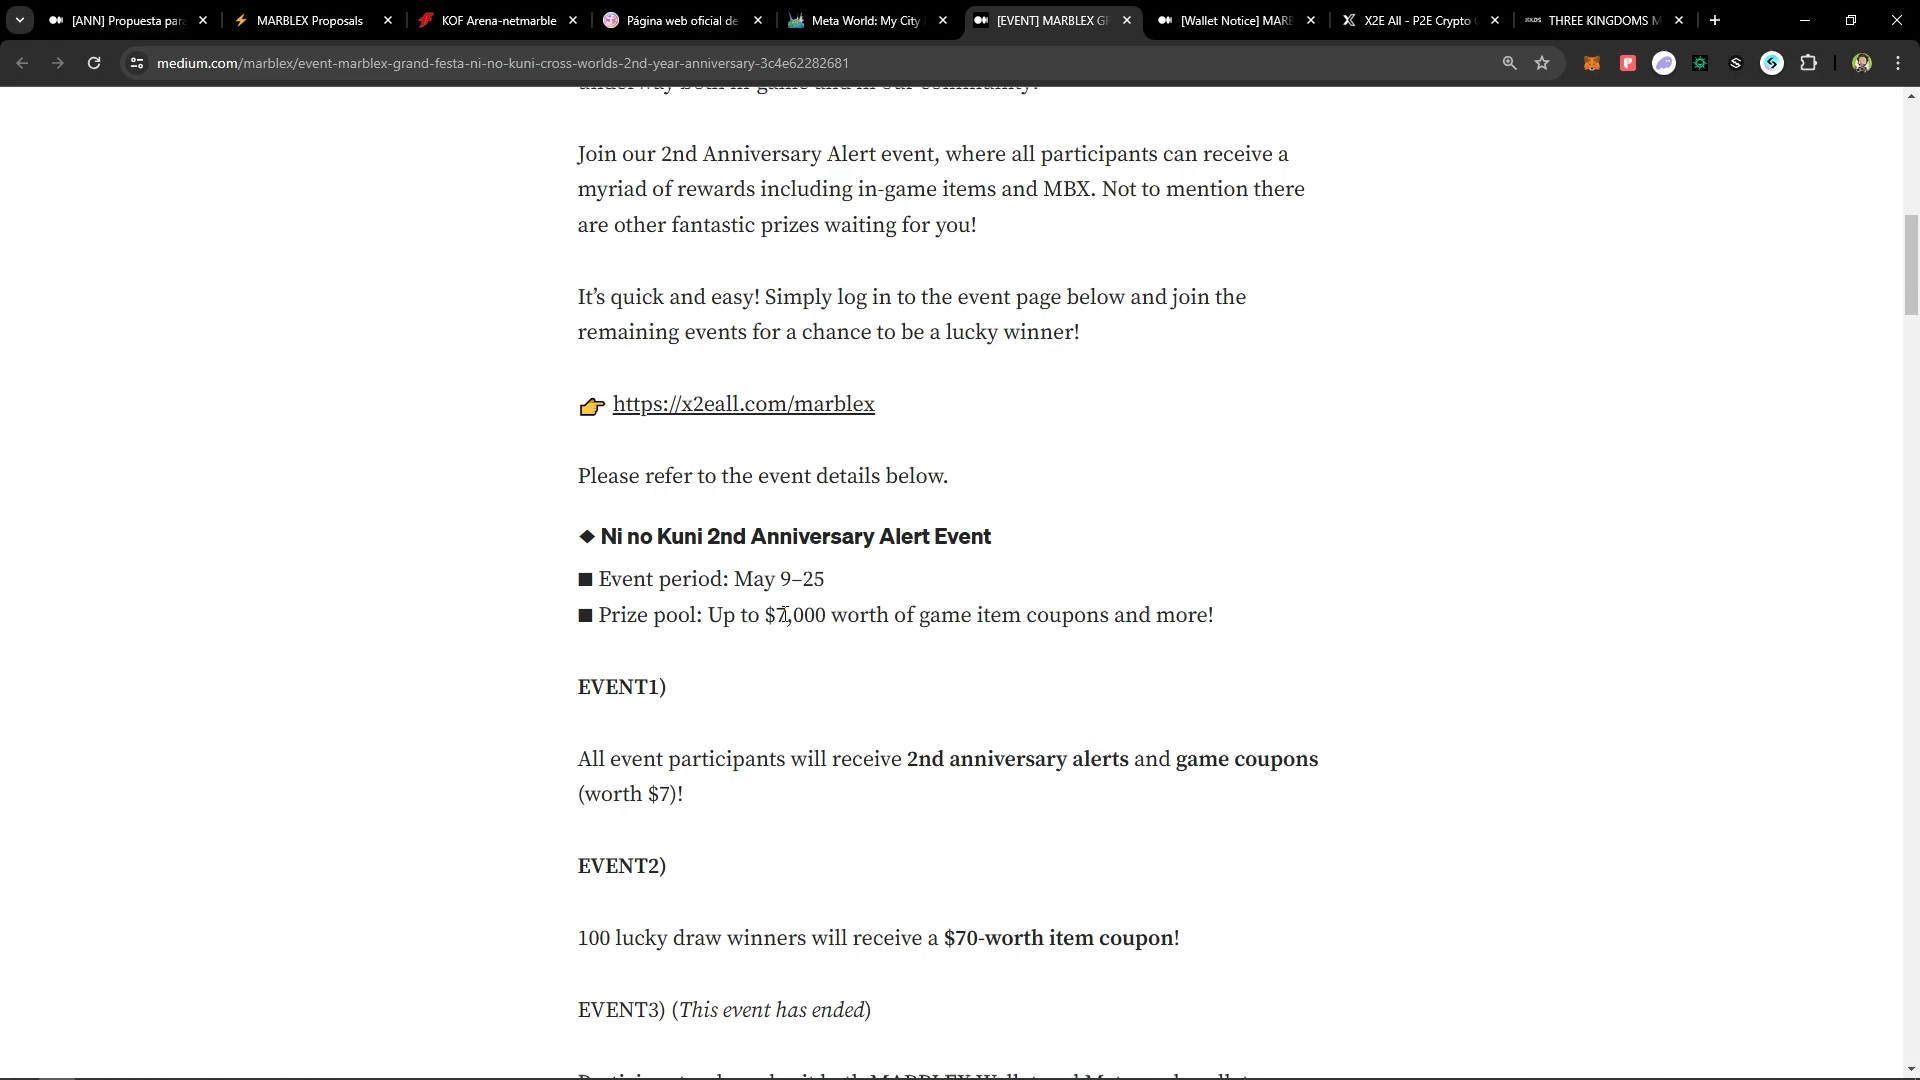 [ANN] Propuesta para
MARBLEX Proposals
KOF Arena-netmarble
Página web oficial de
Meta World: My City
[EVENT] MARBLEX GR
[Wallet Notice] MARB
X2E All - P2E Crypto
THREE KINGDOMS M
medium.com/marblex/event-marblex-grand-festa-ni-no-kuni-cross-worlds-2nd-year-anniversary-3c4e62282681
underway both in-game and in our community!
Join our 2nd Anniversary Alert event, where all participants can receive a
myriad of rewards including in-game items and MBX. Not to mention there
are other fantastic prizes waiting for you!
It’s quick and easy! Simply log in to the event page below and join the
remaining events for a chance to be a lucky winner!
👉 https://x2eall.com/marblex
Please refer to the event details below.
◆ Ni no Kuni 2nd Anniversary Alert Event
■ Event period: May 9–25
■ Prize pool: Up to $7,000 worth of game item coupons and more!
EVENT1)
All event participants will receive 2nd anniversary alerts and game coupons
(worth $7)!
EVENT2)
100 lucky draw winners will receive a $70-worth item coupon!
EVENT3) (This event has ended)